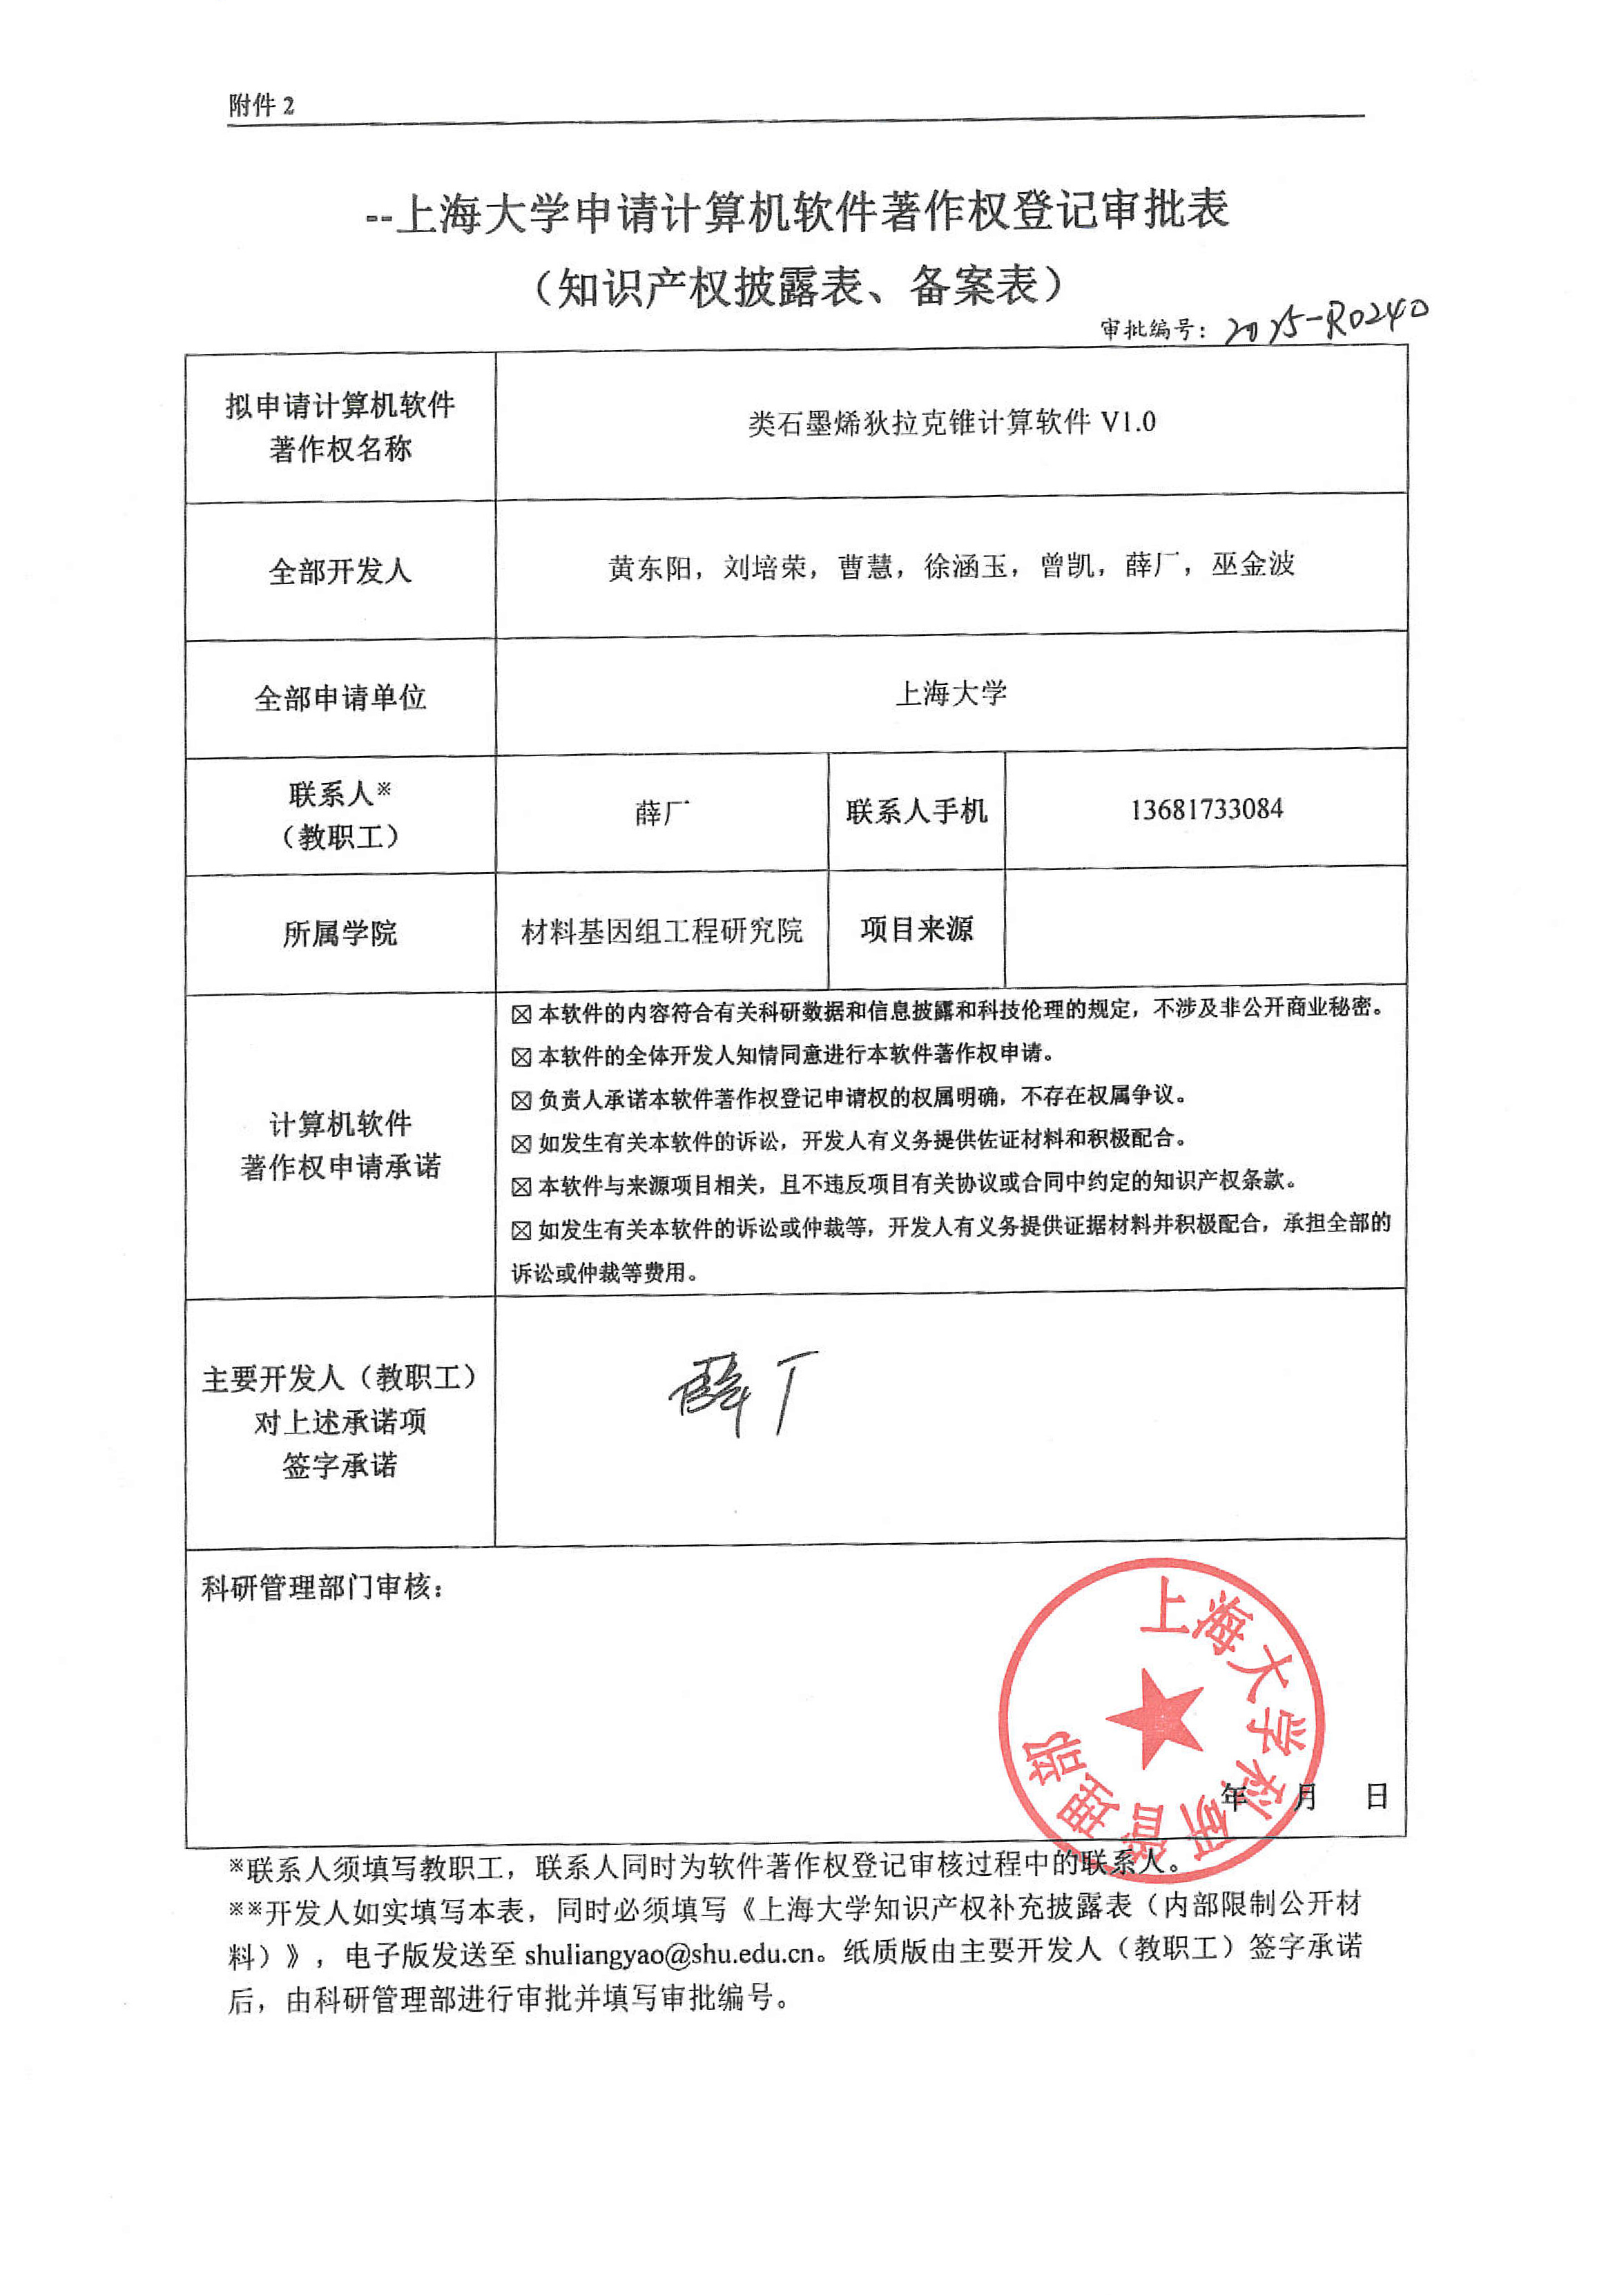 附件 2
--上海大学申请计算机软件著作权登记审批表
（知识产权披露表、备案表）
审批编号：2025-R0240
拟申请计算机软件
著作权名称
类石墨烯狄拉克锥计算软件 V1.0
全部开发人
黄东阳，刘培荣，曹慧，徐涵玉，曾凯，薛厂，巫金波
全部申请单位
上海大学
联系人※
（教职工）
薛厂
联系人手机
13681733084
所属学院
材料基因组工程研究院
项目来源
计算机软件
著作权申请承诺
☒ 本软件的内容符合有关科研数据和信息披露和科技伦理的规定，不涉及非公开商业秘密。
☒ 本软件的全体开发人知情同意进行本软件著作权申请。
☒ 负责人承诺本软件著作权登记申请权的权属明确，不存在权属争议。
☒ 如发生有关本软件的诉讼，开发人有义务提供佐证材料和积极配合。
☒ 本软件与来源项目相关，且不违反项目有关协议或合同中约定的知识产权条款。
☒ 如发生有关本软件的诉讼或仲裁等，开发人有义务提供证据材料并积极配合，承担全部的
诉讼或仲裁等费用。
主要开发人（教职工）
对上述承诺项
签字承诺
薛厂
科研管理部门审核：
上海大学科研管理部
年 月 日
※联系人须填写教职工，联系人同时为软件著作权登记审核过程中的联系人。
※※开发人如实填写本表，同时必须填写《上海大学知识产权补充披露表（内部限制公开材
料）》，电子版发送至 shuliangyao@shu.edu.cn。纸质版由主要开发人（教职工）签字承诺
后，由科研管理部进行审批并填写审批编号。